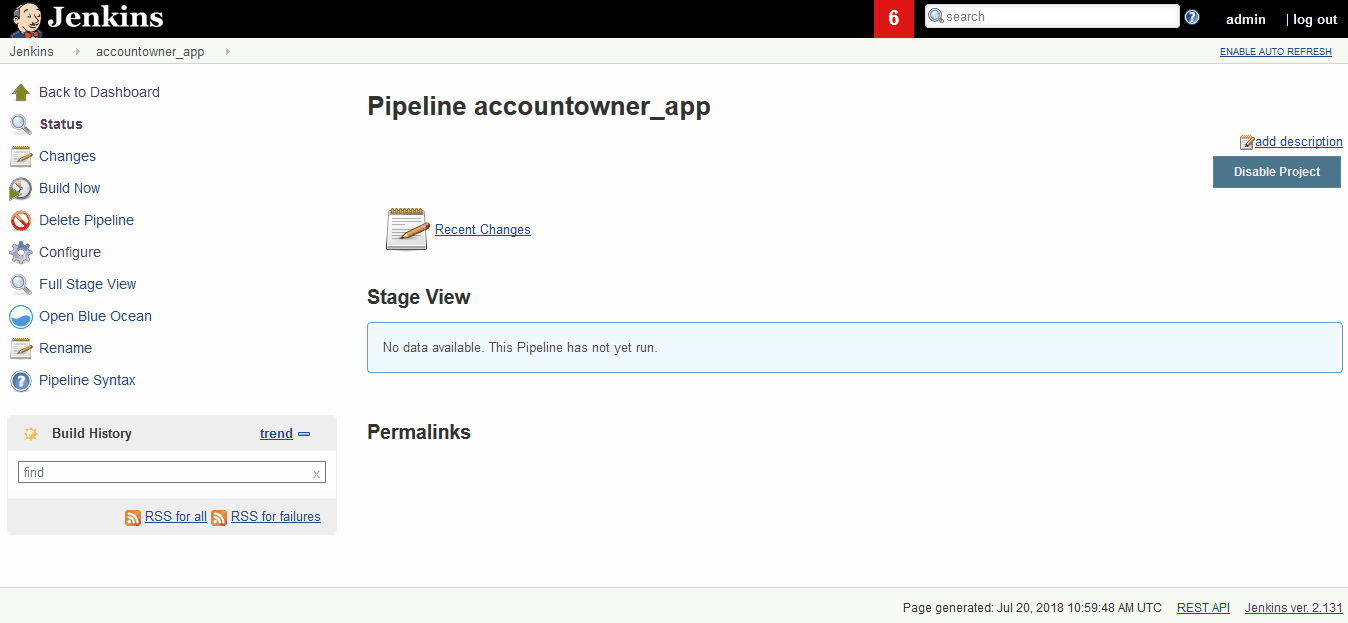 Jenkins 6 search ? admin | log out
Jenkins accountowner_app ENABLE AUTO REFRESH
Back to Dashboard
Status
Changes
Build Now
Delete Pipeline
Configure
Full Stage View
Open Blue Ocean
Rename
? Pipeline Syntax
Build History trend
find x
RSS for all RSS for failures
Pipeline accountowner_app
add description
Disable Project
Recent Changes
Stage View
No data available. This Pipeline has not yet run.
Permalinks
Page generated: Jul 20, 2018 10:59:48 AM UTC REST API Jenkins ver. 2.131